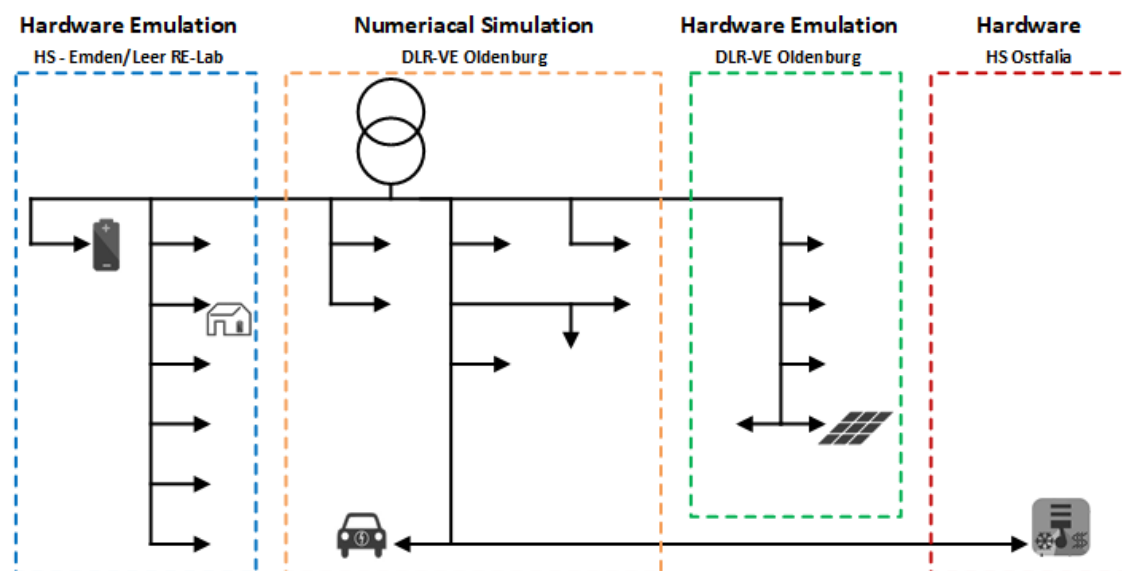 Hardware Emulation
HS - Emden/Leer RE-Lab
Numeriacal Simulation
DLR-VE Oldenburg
Hardware Emulation
DLR-VE Oldenburg
Hardware
HS Ostfalia